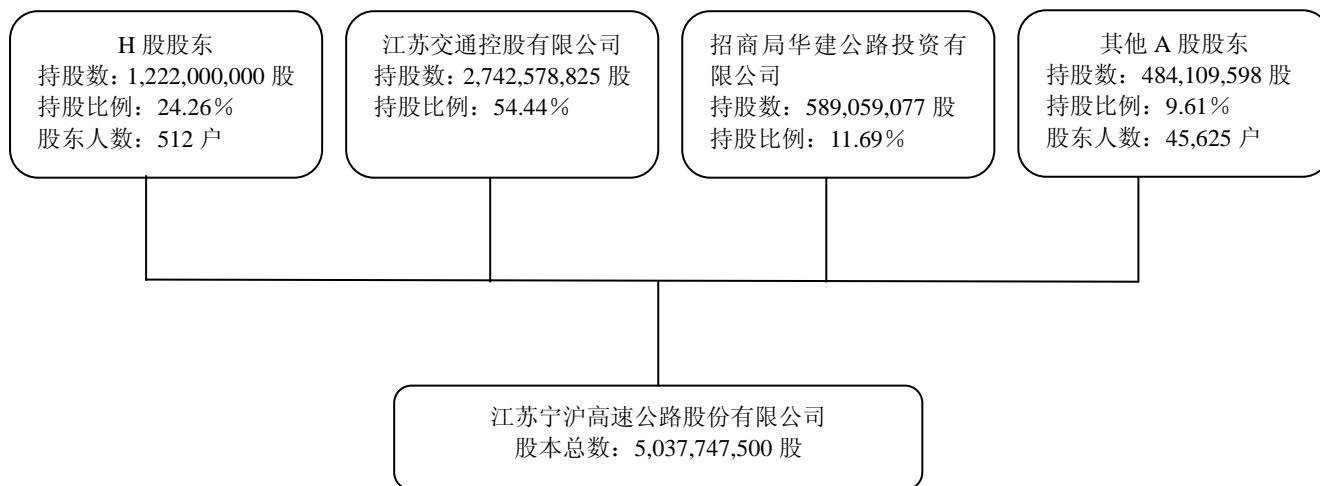 H 股股东
持股数：1,222,000,000 股
持股比例：24.26％
股东人数：512 户
江苏交通控股有限公司
持股数：2,742,578,825 股
持股比例：54.44％
招商局华建公路投资有
限公司
持股数：589,059,077 股
持股比例：11.69％
其他 A 股股东
持股数：484,109,598 股
持股比例：9.61％
股东人数：45,625 户
江苏宁沪高速公路股份有限公司
股本总数：5,037,747,500 股